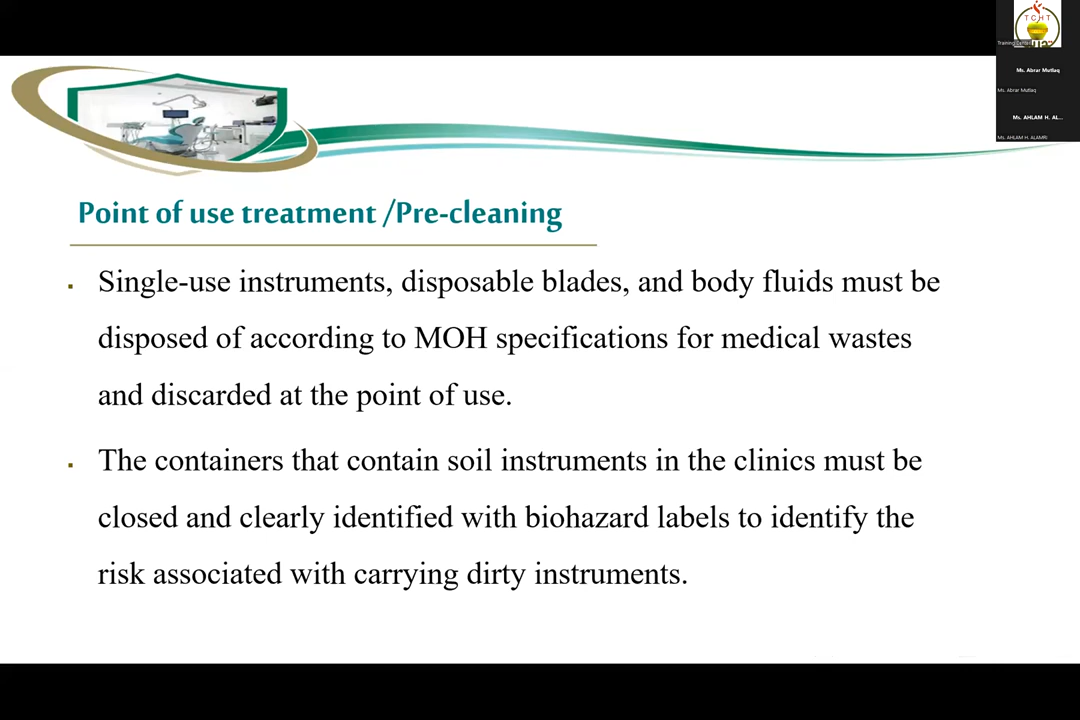 TCHT
Training Center
Ms. Abrar Mutlaq
Ms. Abrar Mutlaq
Ms. AHLAM H. AL...
Ms. AHLAM H. ALAMRI
Point of use treatment /Pre-cleaning
▪ Single-use instruments, disposable blades, and body fluids must be
disposed of according to MOH specifications for medical wastes
and discarded at the point of use.
▪ The containers that contain soil instruments in the clinics must be
closed and clearly identified with biohazard labels to identify the
risk associated with carrying dirty instruments.